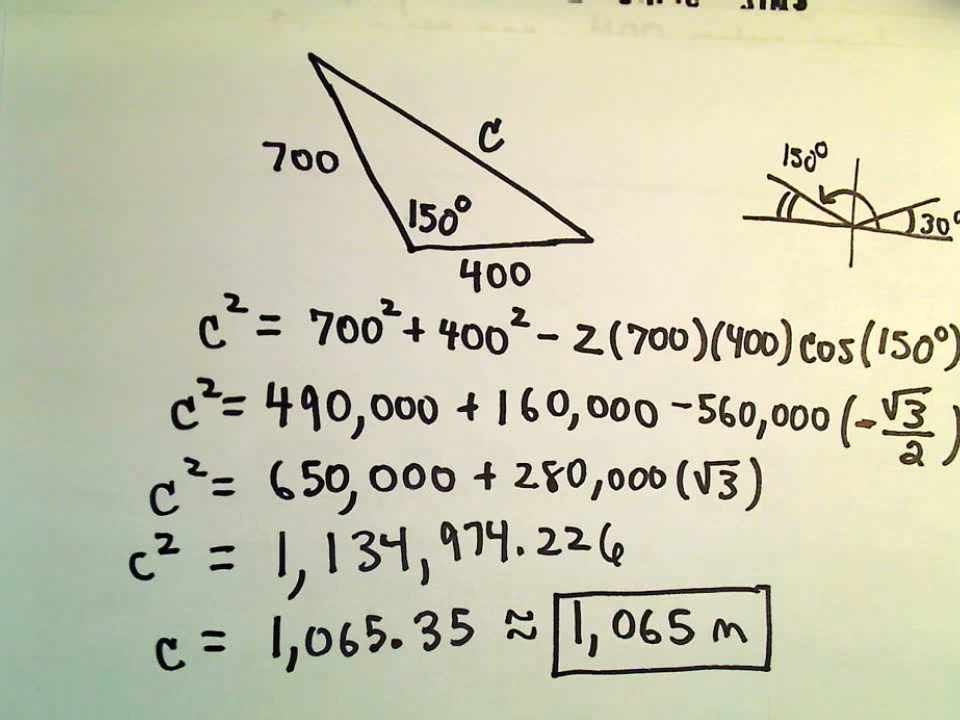 C
700
150°
400
150°
30°
c² = 700² + 400² - 2(700)(400)cos(150°)
c² = 490,000 + 160,000 - 560,000(-√3/2)
c² = 650,000 + 280,000(√3)
c² = 1,134,974.226
c = 1,065.35 ≈ 1,065 m